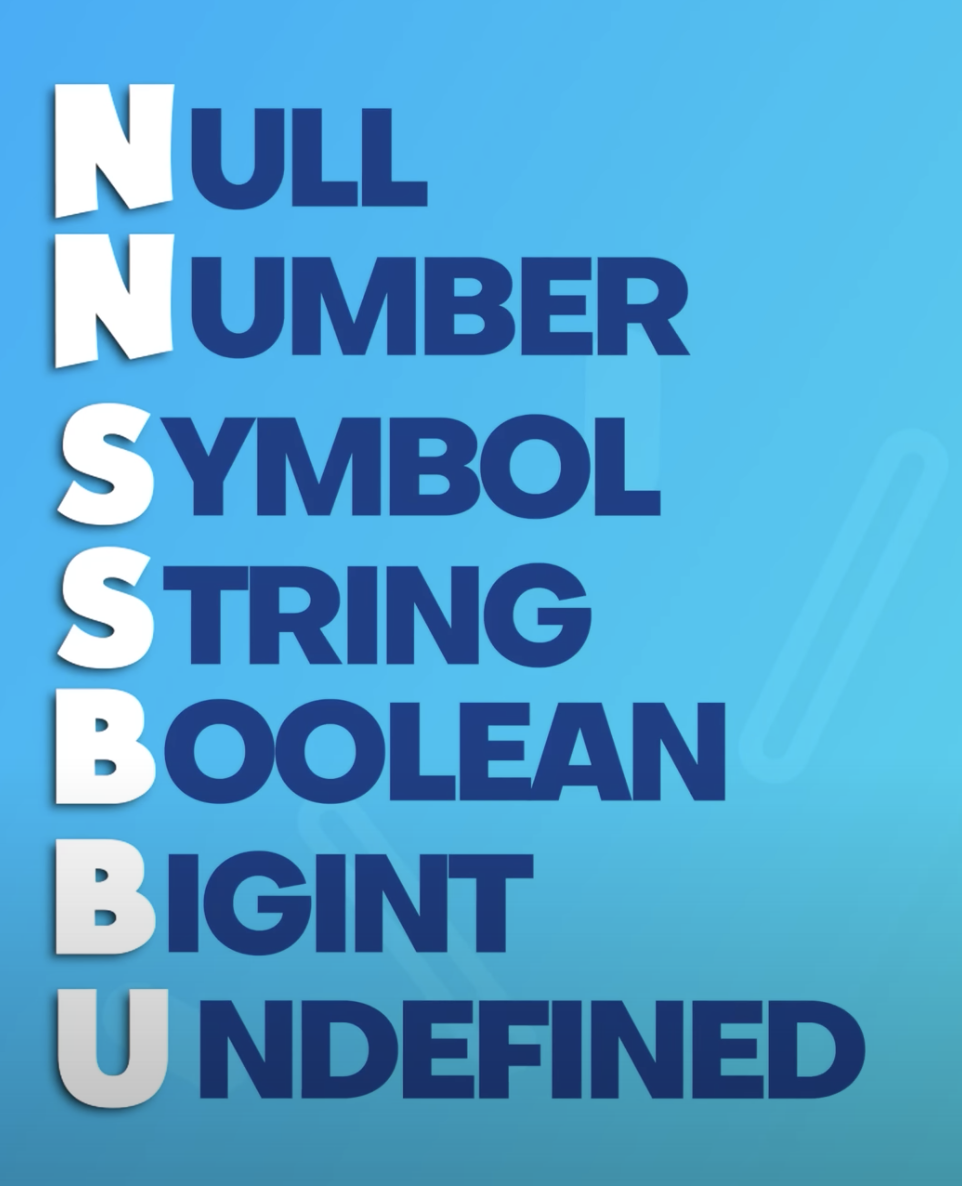 NULL
NUMBER
SYMBOL
STRING
BOOLEAN
BIGINT
UNDEFINED